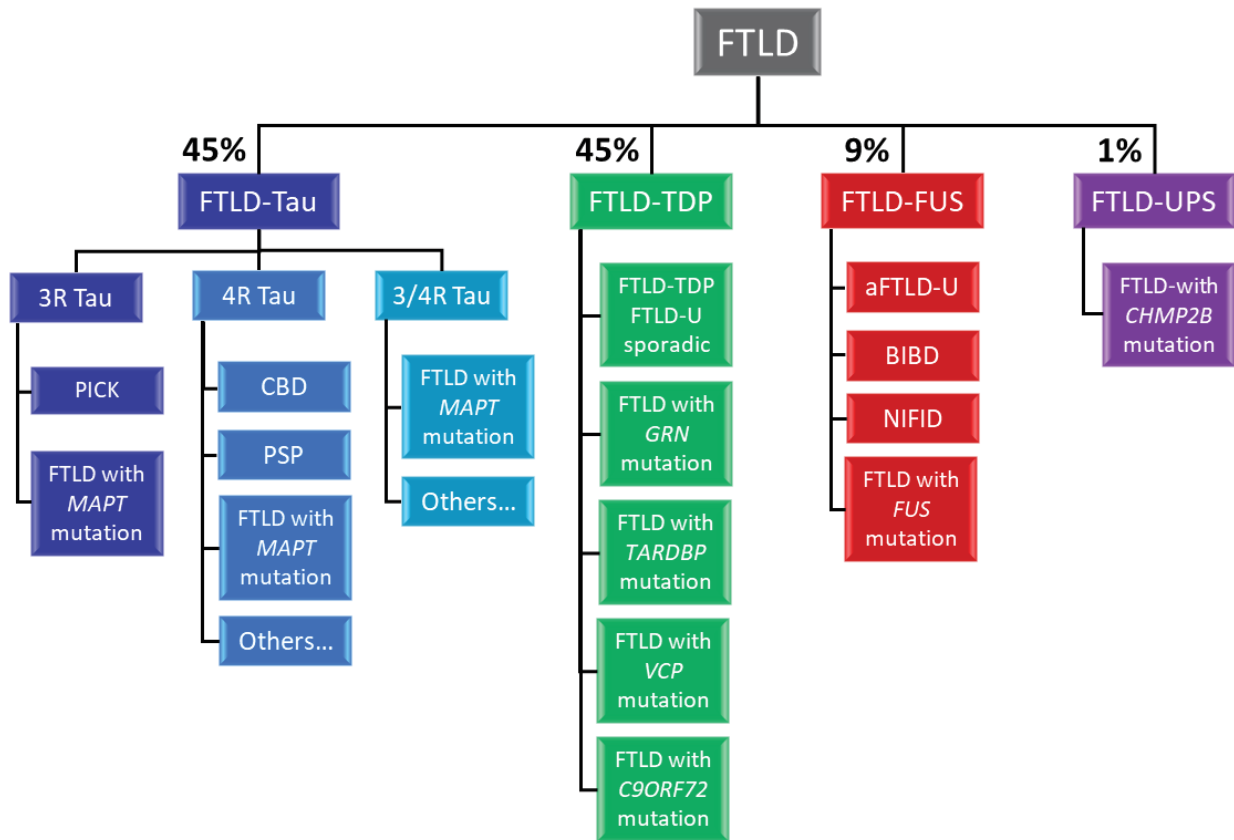 FTLD
45%
45%
9%
1%
FTLD-Tau
FTLD-TDP
FTLD-FUS
FTLD-UPS
3R Tau
4R Tau
3/4R Tau
PICK
FTLD with
MAPT
mutation
CBD
PSP
FTLD with
MAPT
mutation
Others...
FTLD with
MAPT
mutation
Others...
FTLD-TDP
FTLD-U
sporadic
FTLD with
GRN
mutation
FTLD with
TARDBP
mutation
FTLD with
VCP
mutation
FTLD with
C9ORF72
mutation
aFTLD-U
BIBD
NIFID
FTLD with
FUS
mutation
FTLD-with
CHMP2B
mutation